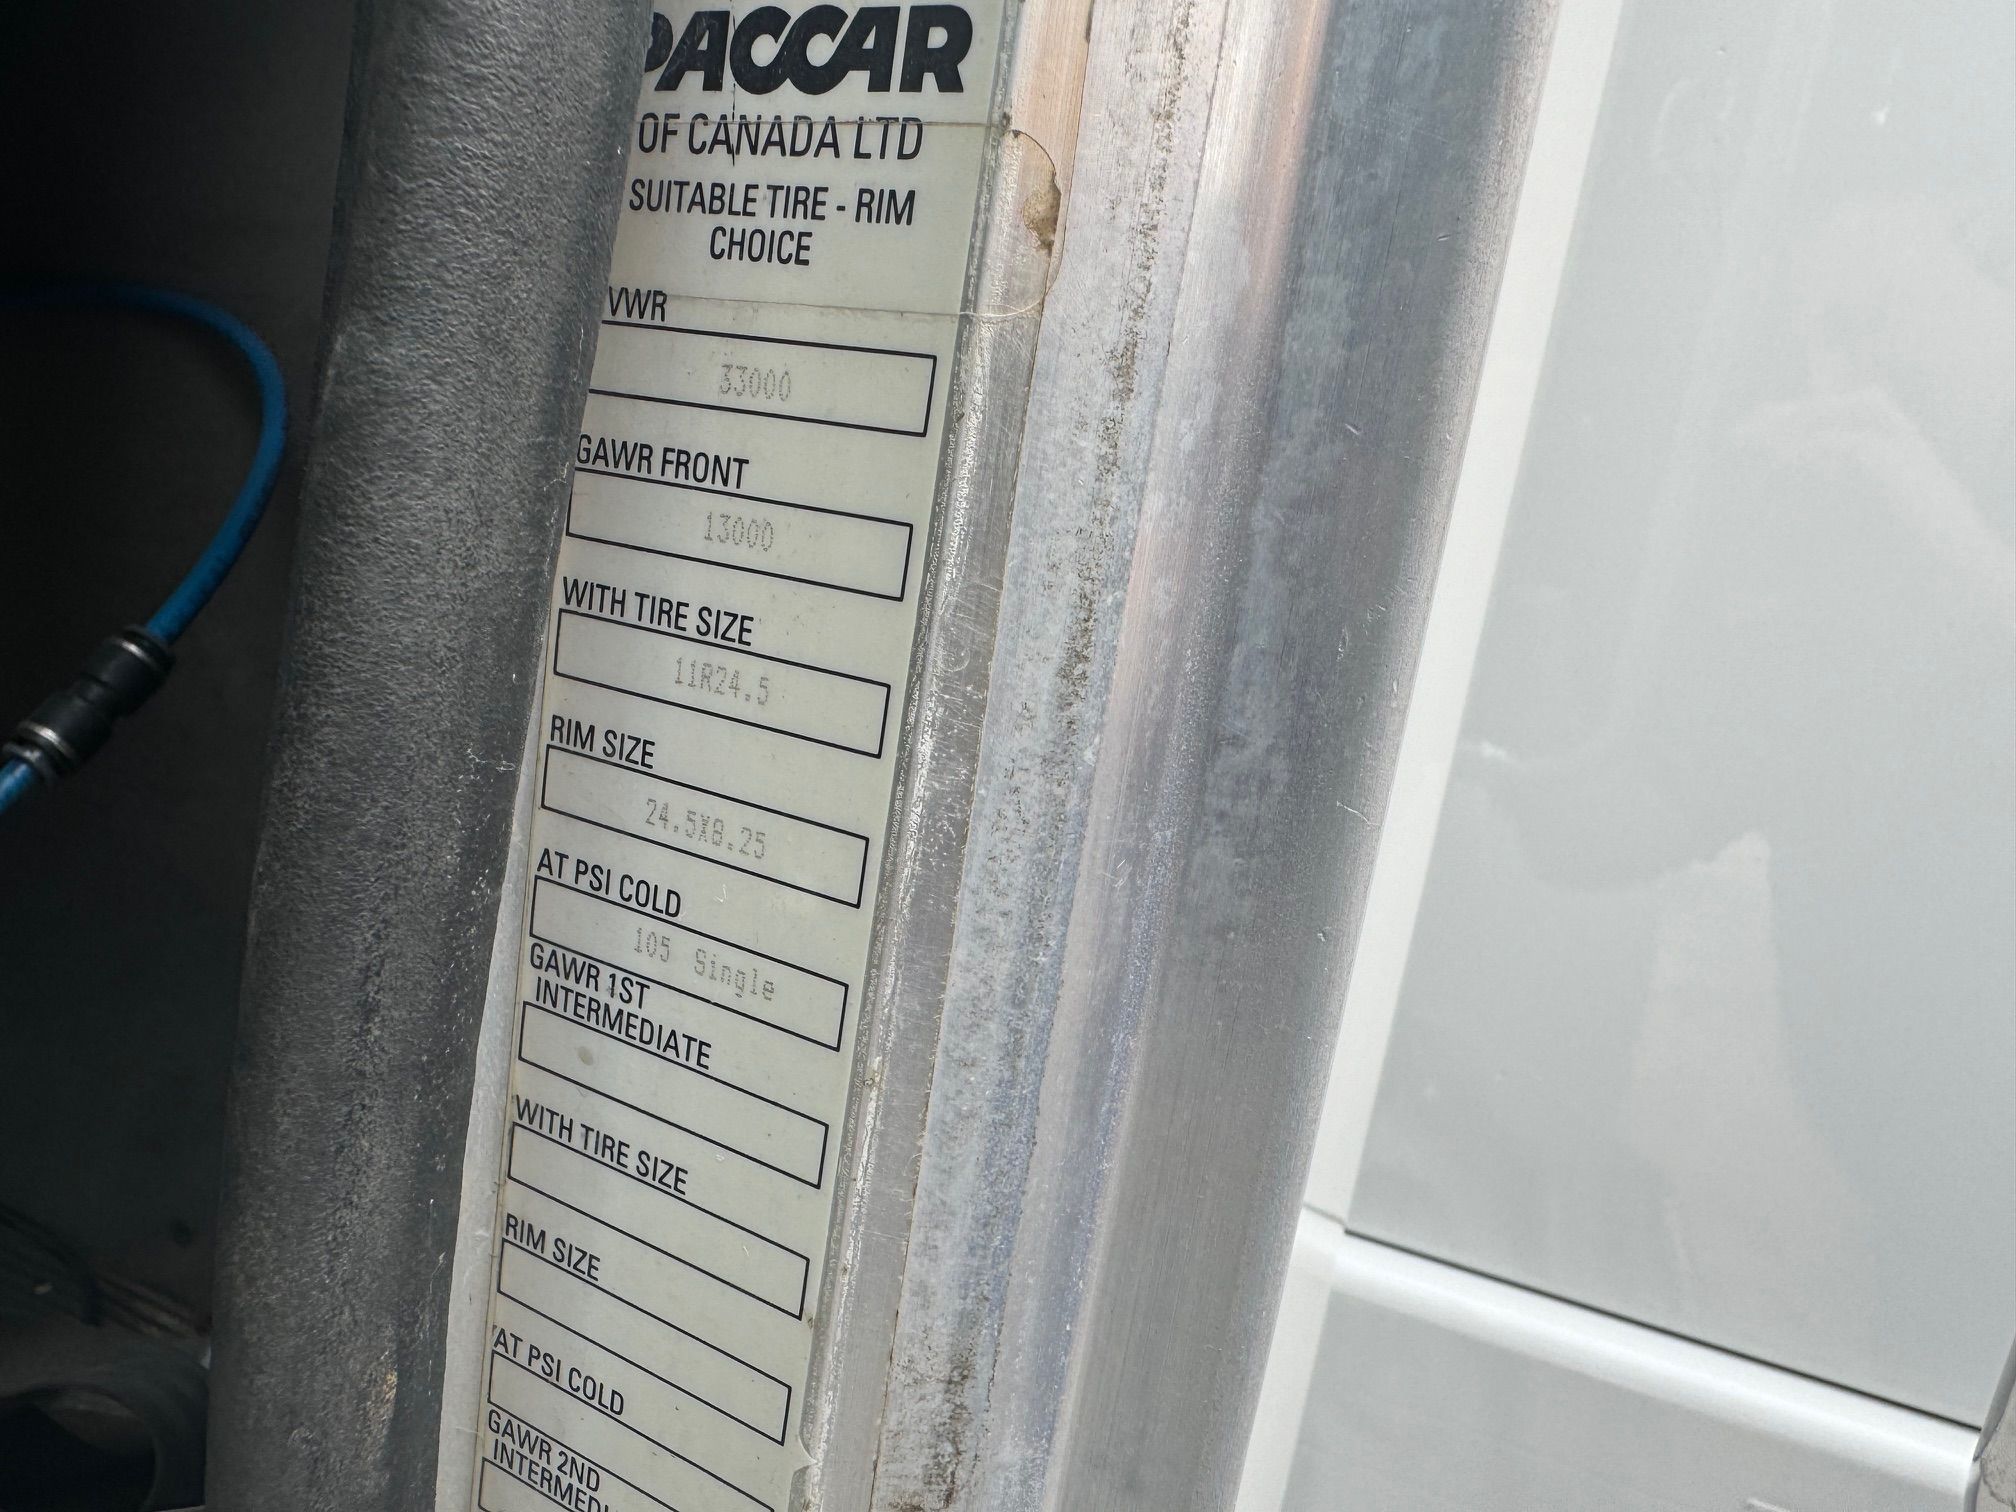 PACCAR
OF CANADA LTD
SUITABLE TIRE - RIM
CHOICE
VWR
33000
GAWR FRONT
13000
WITH TIRE SIZE
11R24.5
RIM SIZE
24.5X8.25
AT PSI COLD
105 Single
GAWR 1ST
INTERMEDIATE
WITH TIRE SIZE
RIM SIZE
AT PSI COLD
GAWR 2ND
INTERMEDI